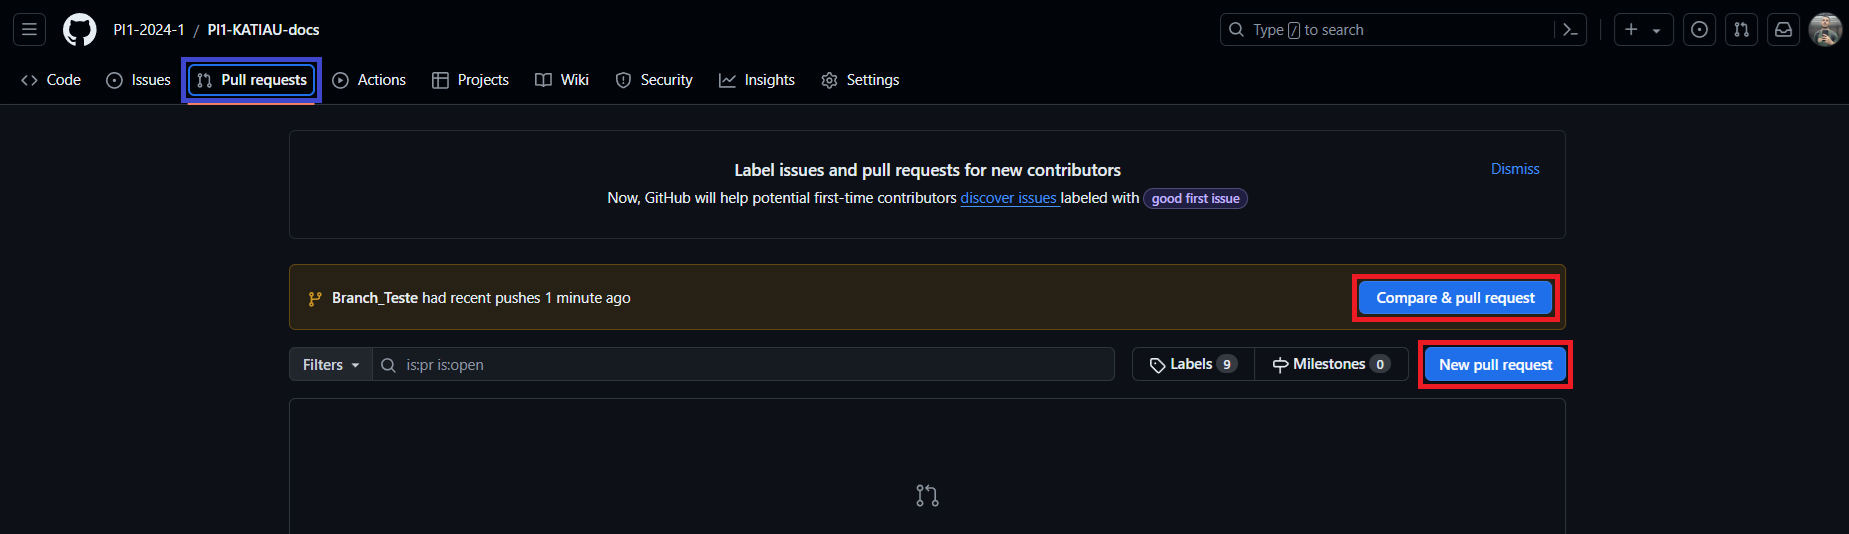 PI1-2024-1 / PI1-KATIAU-docs
Type / to search
Code Issues Pull requests Actions Projects Wiki Security Insights Settings
Label issues and pull requests for new contributors
Dismiss
Now, GitHub will help potential first-time contributors discover issues labeled with good first issue
Branch_Teste had recent pushes 1 minute ago
Compare & pull request
Filters is:pr is:open Labels 9 Milestones 0 New pull request